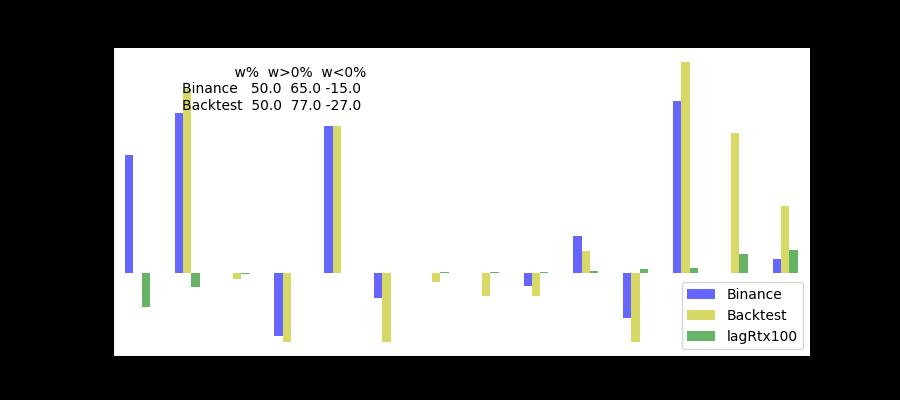 w% w>0% w<0%
Binance 50.0 65.0 -15.0
Backtest 50.0 77.0 -27.0
Binance
Backtest
lagRtx100